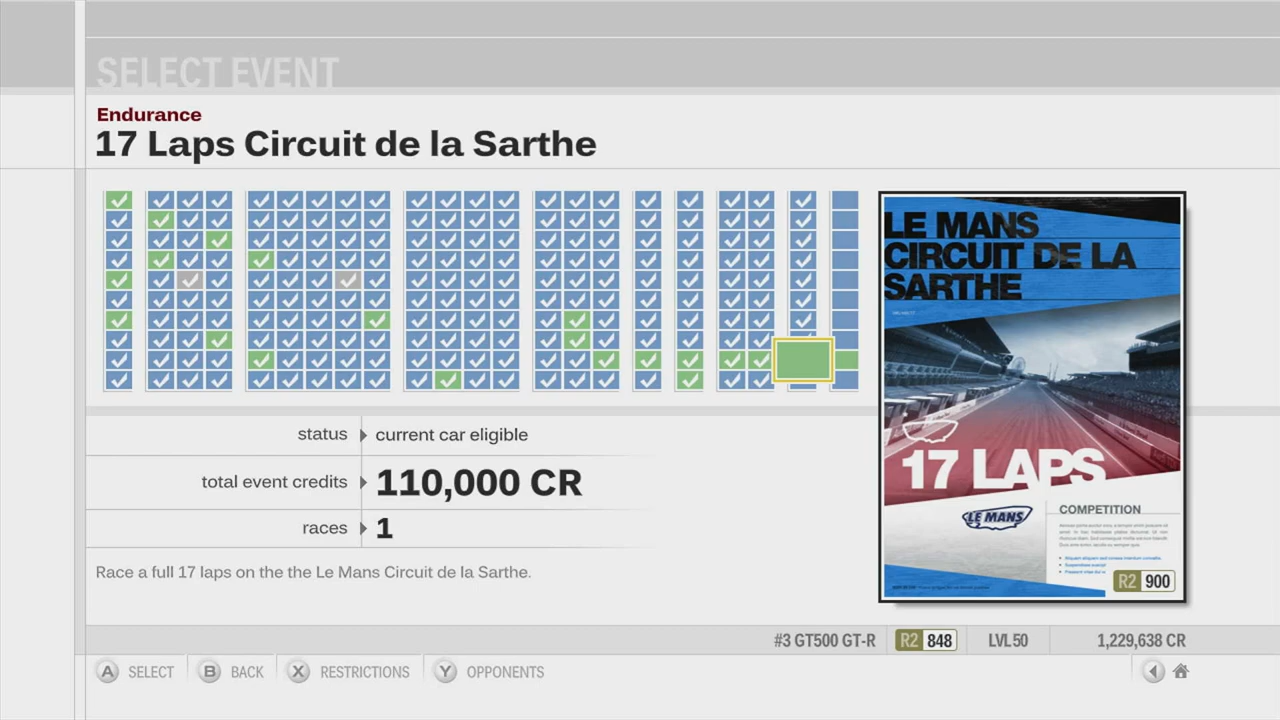 SELECT EVENT
Endurance
17 Laps Circuit de la Sarthe
LE MANS
CIRCUIT DE LA
SARTHE
17 LAPS
LE MANS
COMPETITION
R2 900
status current car eligible
total event credits 110,000 CR
races 1
Race a full 17 laps on the the Le Mans Circuit de la Sarthe.
#3 GT500 GT-R R2 848 LVL50 1,229,638 CR
A SELECT B BACK X RESTRICTIONS Y OPPONENTS